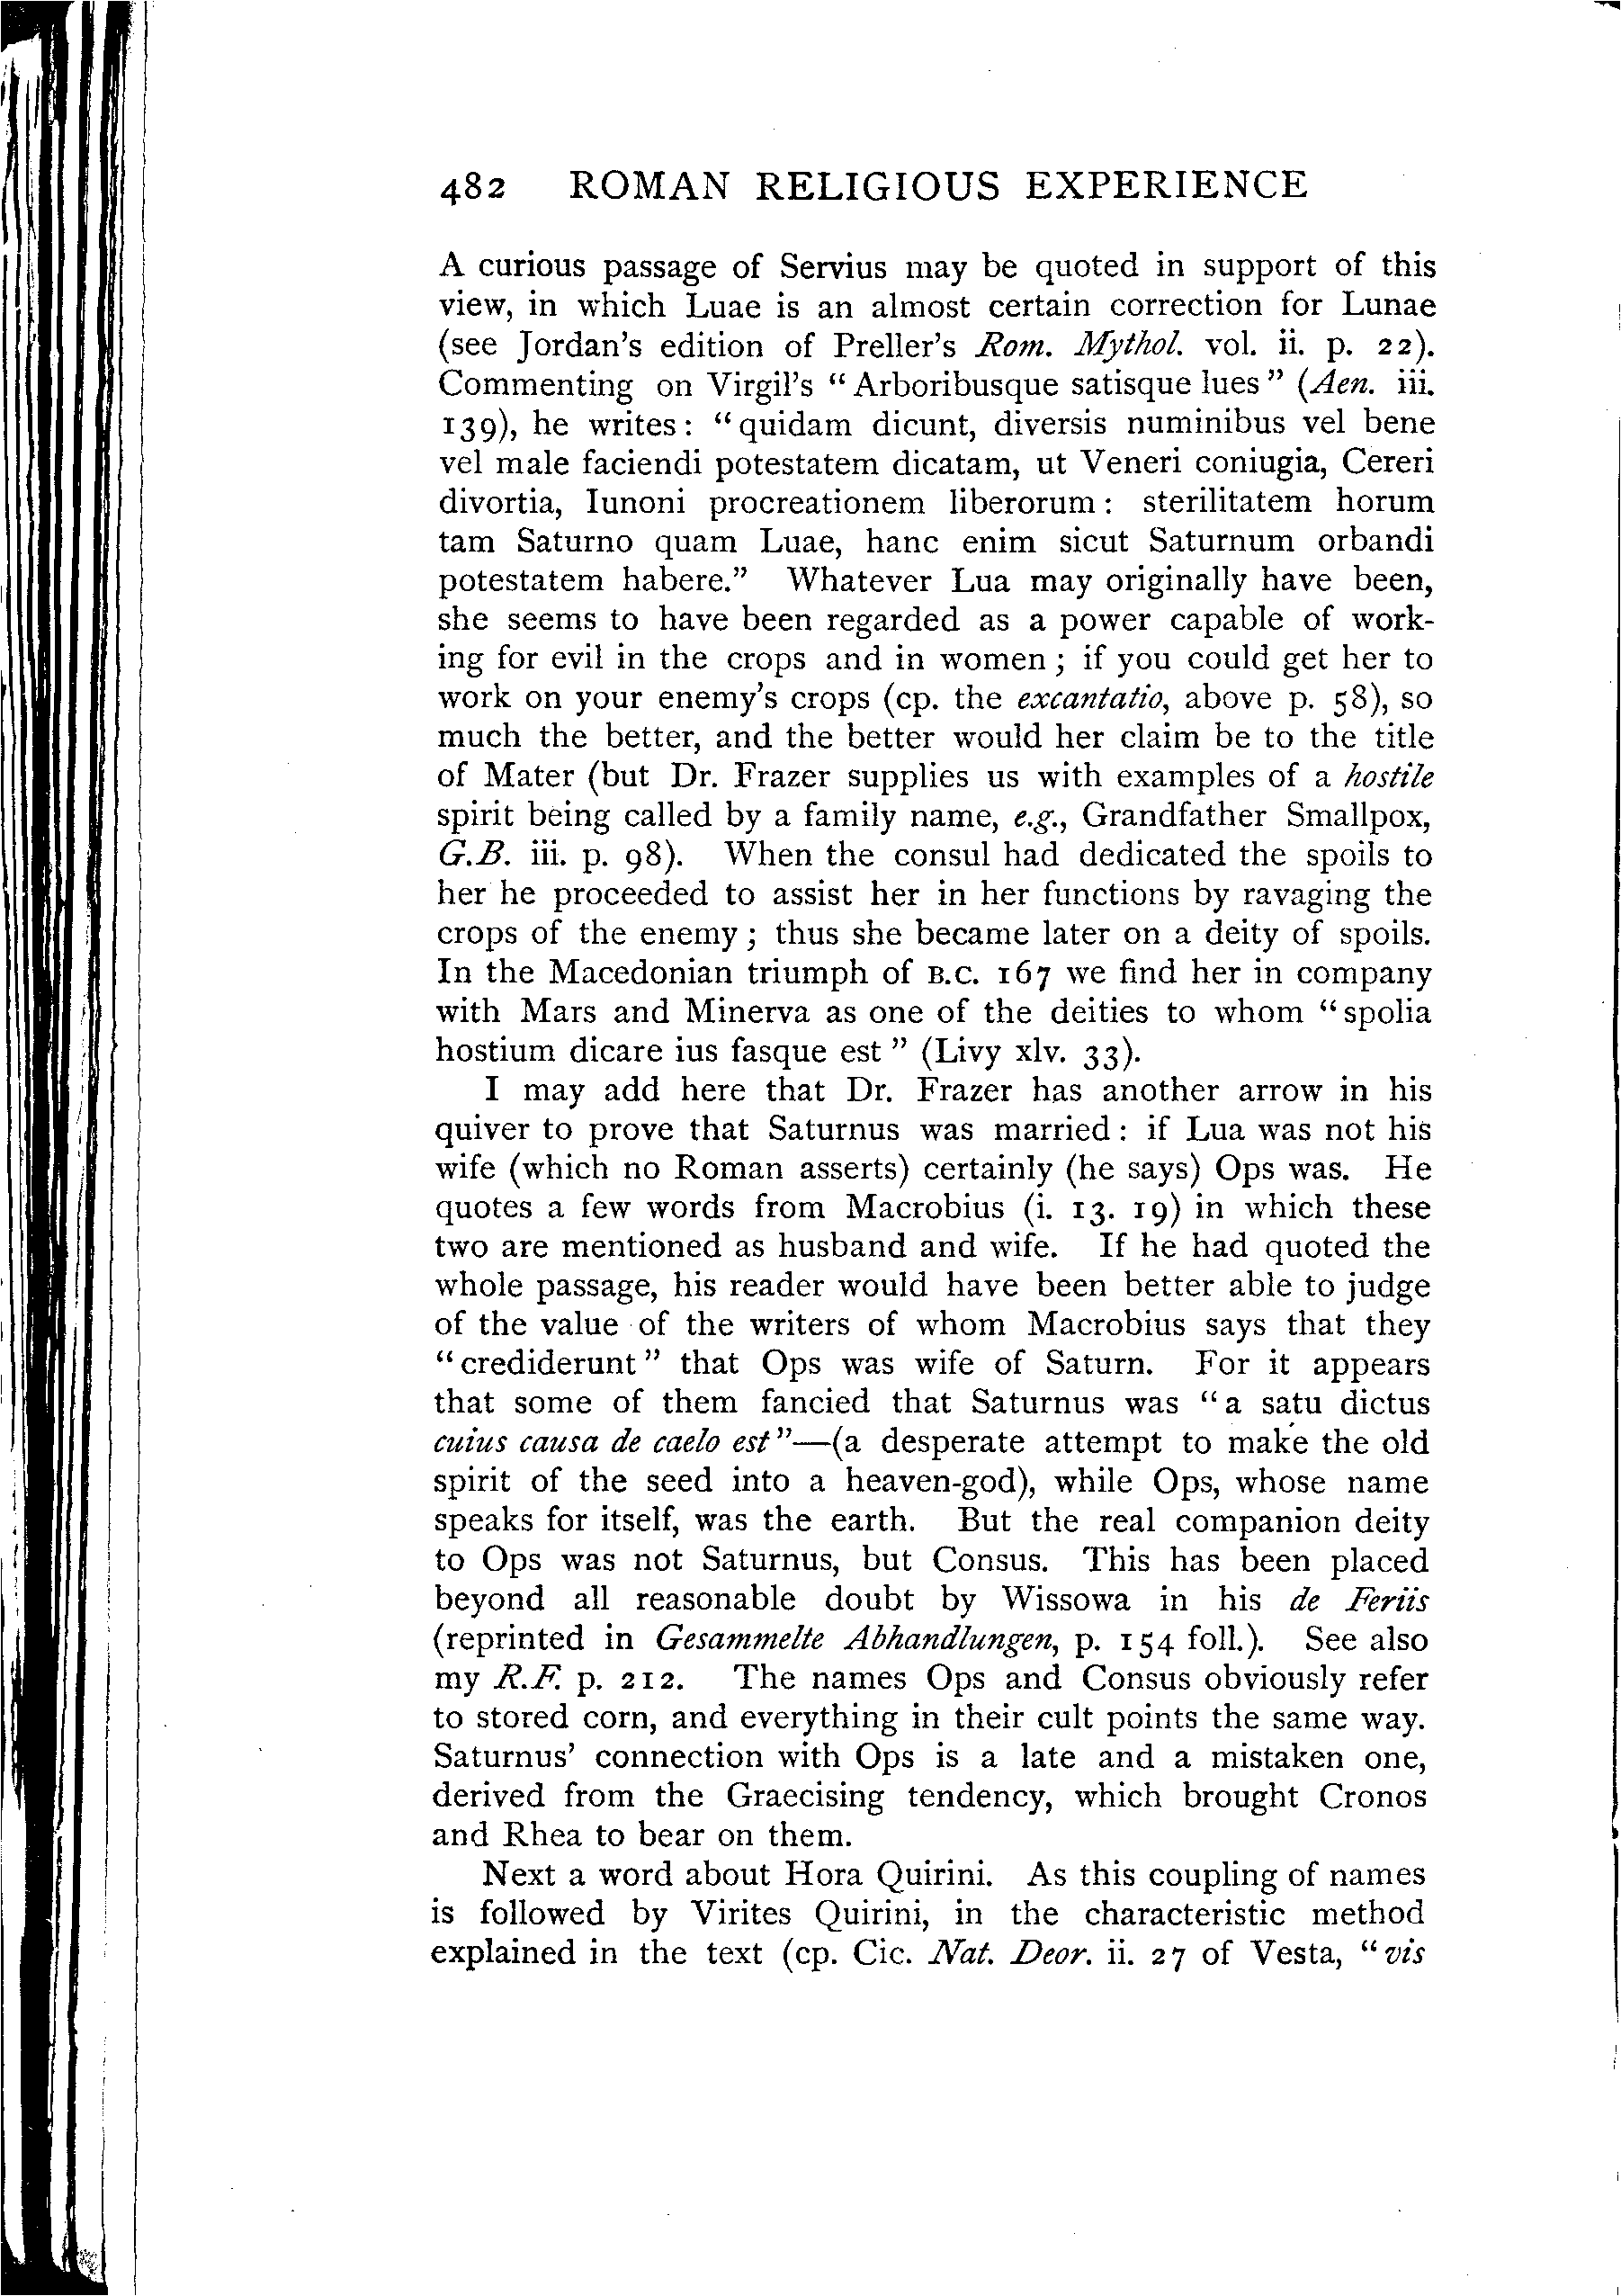 482 ROMAN RELIGIOUS EXPERIENCE
A curious passage of Servius may be quoted in support of this
view, in which Luae is an almost certain correction for Lunae
(see Jordan's edition of Preller's Rom. Mythol. vol. ii. p. 22).
Commenting on Virgil's “Arboribusque satisque lues” (Aen. iii.
139), he writes: “quidam dicunt, diversis numinibus vel bene
vel male faciendi potestatem dicatam, ut Veneri coniugia, Cereri
divortia, Iunoni procreationem liberorum: sterilitatem horum
tam Saturno quam Luae, hanc enim sicut Saturnum orbandi
potestatem habere.” Whatever Lua may originally have been,
she seems to have been regarded as a power capable of work-
ing for evil in the crops and in women; if you could get her to
work on your enemy's crops (cp. the excantatio, above p. 58), so
much the better, and the better would her claim be to the title
of Mater (but Dr. Frazer supplies us with examples of a hostile
spirit being called by a family name, e.g., Grandfather Smallpox,
G.B. iii. p. 98). When the consul had dedicated the spoils to
her he proceeded to assist her in her functions by ravaging the
crops of the enemy; thus she became later on a deity of spoils.
In the Macedonian triumph of B.C. 167 we find her in company
with Mars and Minerva as one of the deities to whom “spolia
hostium dicare ius fasque est” (Livy xlv. 33).
I may add here that Dr. Frazer has another arrow in his
quiver to prove that Saturnus was married: if Lua was not his
wife (which no Roman asserts) certainly (he says) Ops was. He
quotes a few words from Macrobius (i. 13. 19) in which these
two are mentioned as husband and wife. If he had quoted the
whole passage, his reader would have been better able to judge
of the value of the writers of whom Macrobius says that they
“crediderunt” that Ops was wife of Saturn. For it appears
that some of them fancied that Saturnus was “a satu dictus
cuius causa de caelo est”—(a desperate attempt to make the old
spirit of the seed into a heaven-god), while Ops, whose name
speaks for itself, was the earth. But the real companion deity
to Ops was not Saturnus, but Consus. This has been placed
beyond all reasonable doubt by Wissowa in his de Feriis
(reprinted in Gesammelte Abhandlungen, p. 154 foll.). See also
my R.F. p. 212. The names Ops and Consus obviously refer
to stored corn, and everything in their cult points the same way.
Saturnus' connection with Ops is a late and a mistaken one,
derived from the Graecising tendency, which brought Cronos
and Rhea to bear on them.
Next a word about Hora Quirini. As this coupling of names
is followed by Virites Quirini, in the characteristic method
explained in the text (cp. Cic. Nat. Deor. ii. 27 of Vesta, “vis